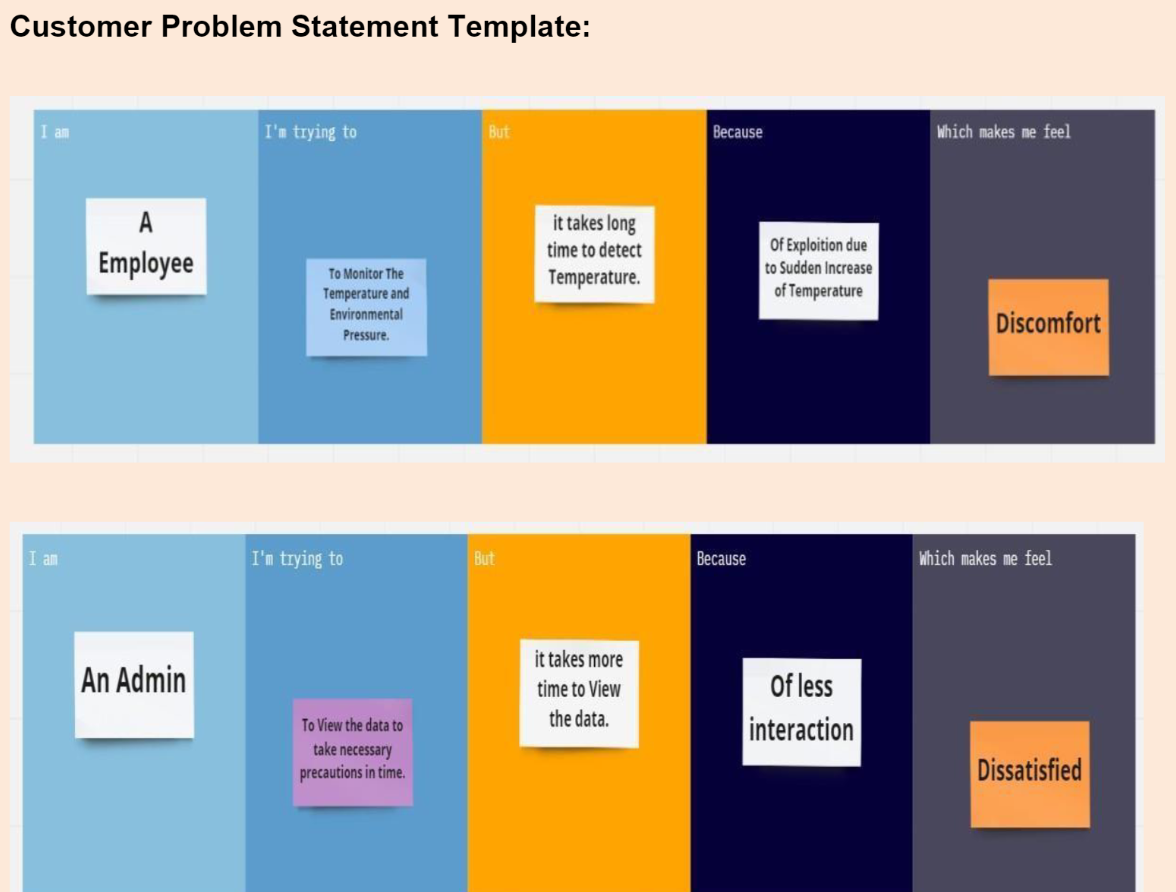 Customer Problem Statement Template:
I am
I'm trying to
But
Because
Which makes me feel
A
Employee
To Monitor The
Temperature and
Environmental
Pressure.
it takes long
time to detect
Temperature.
Of Exploition due
to Sudden Increase
of Temperature
Discomfort
I am
I'm trying to
But
Because
Which makes me feel
An Admin
To View the data to
take necessary
precautions in time.
it takes more
time to View
the data.
Of less
interaction
Dissatisfied